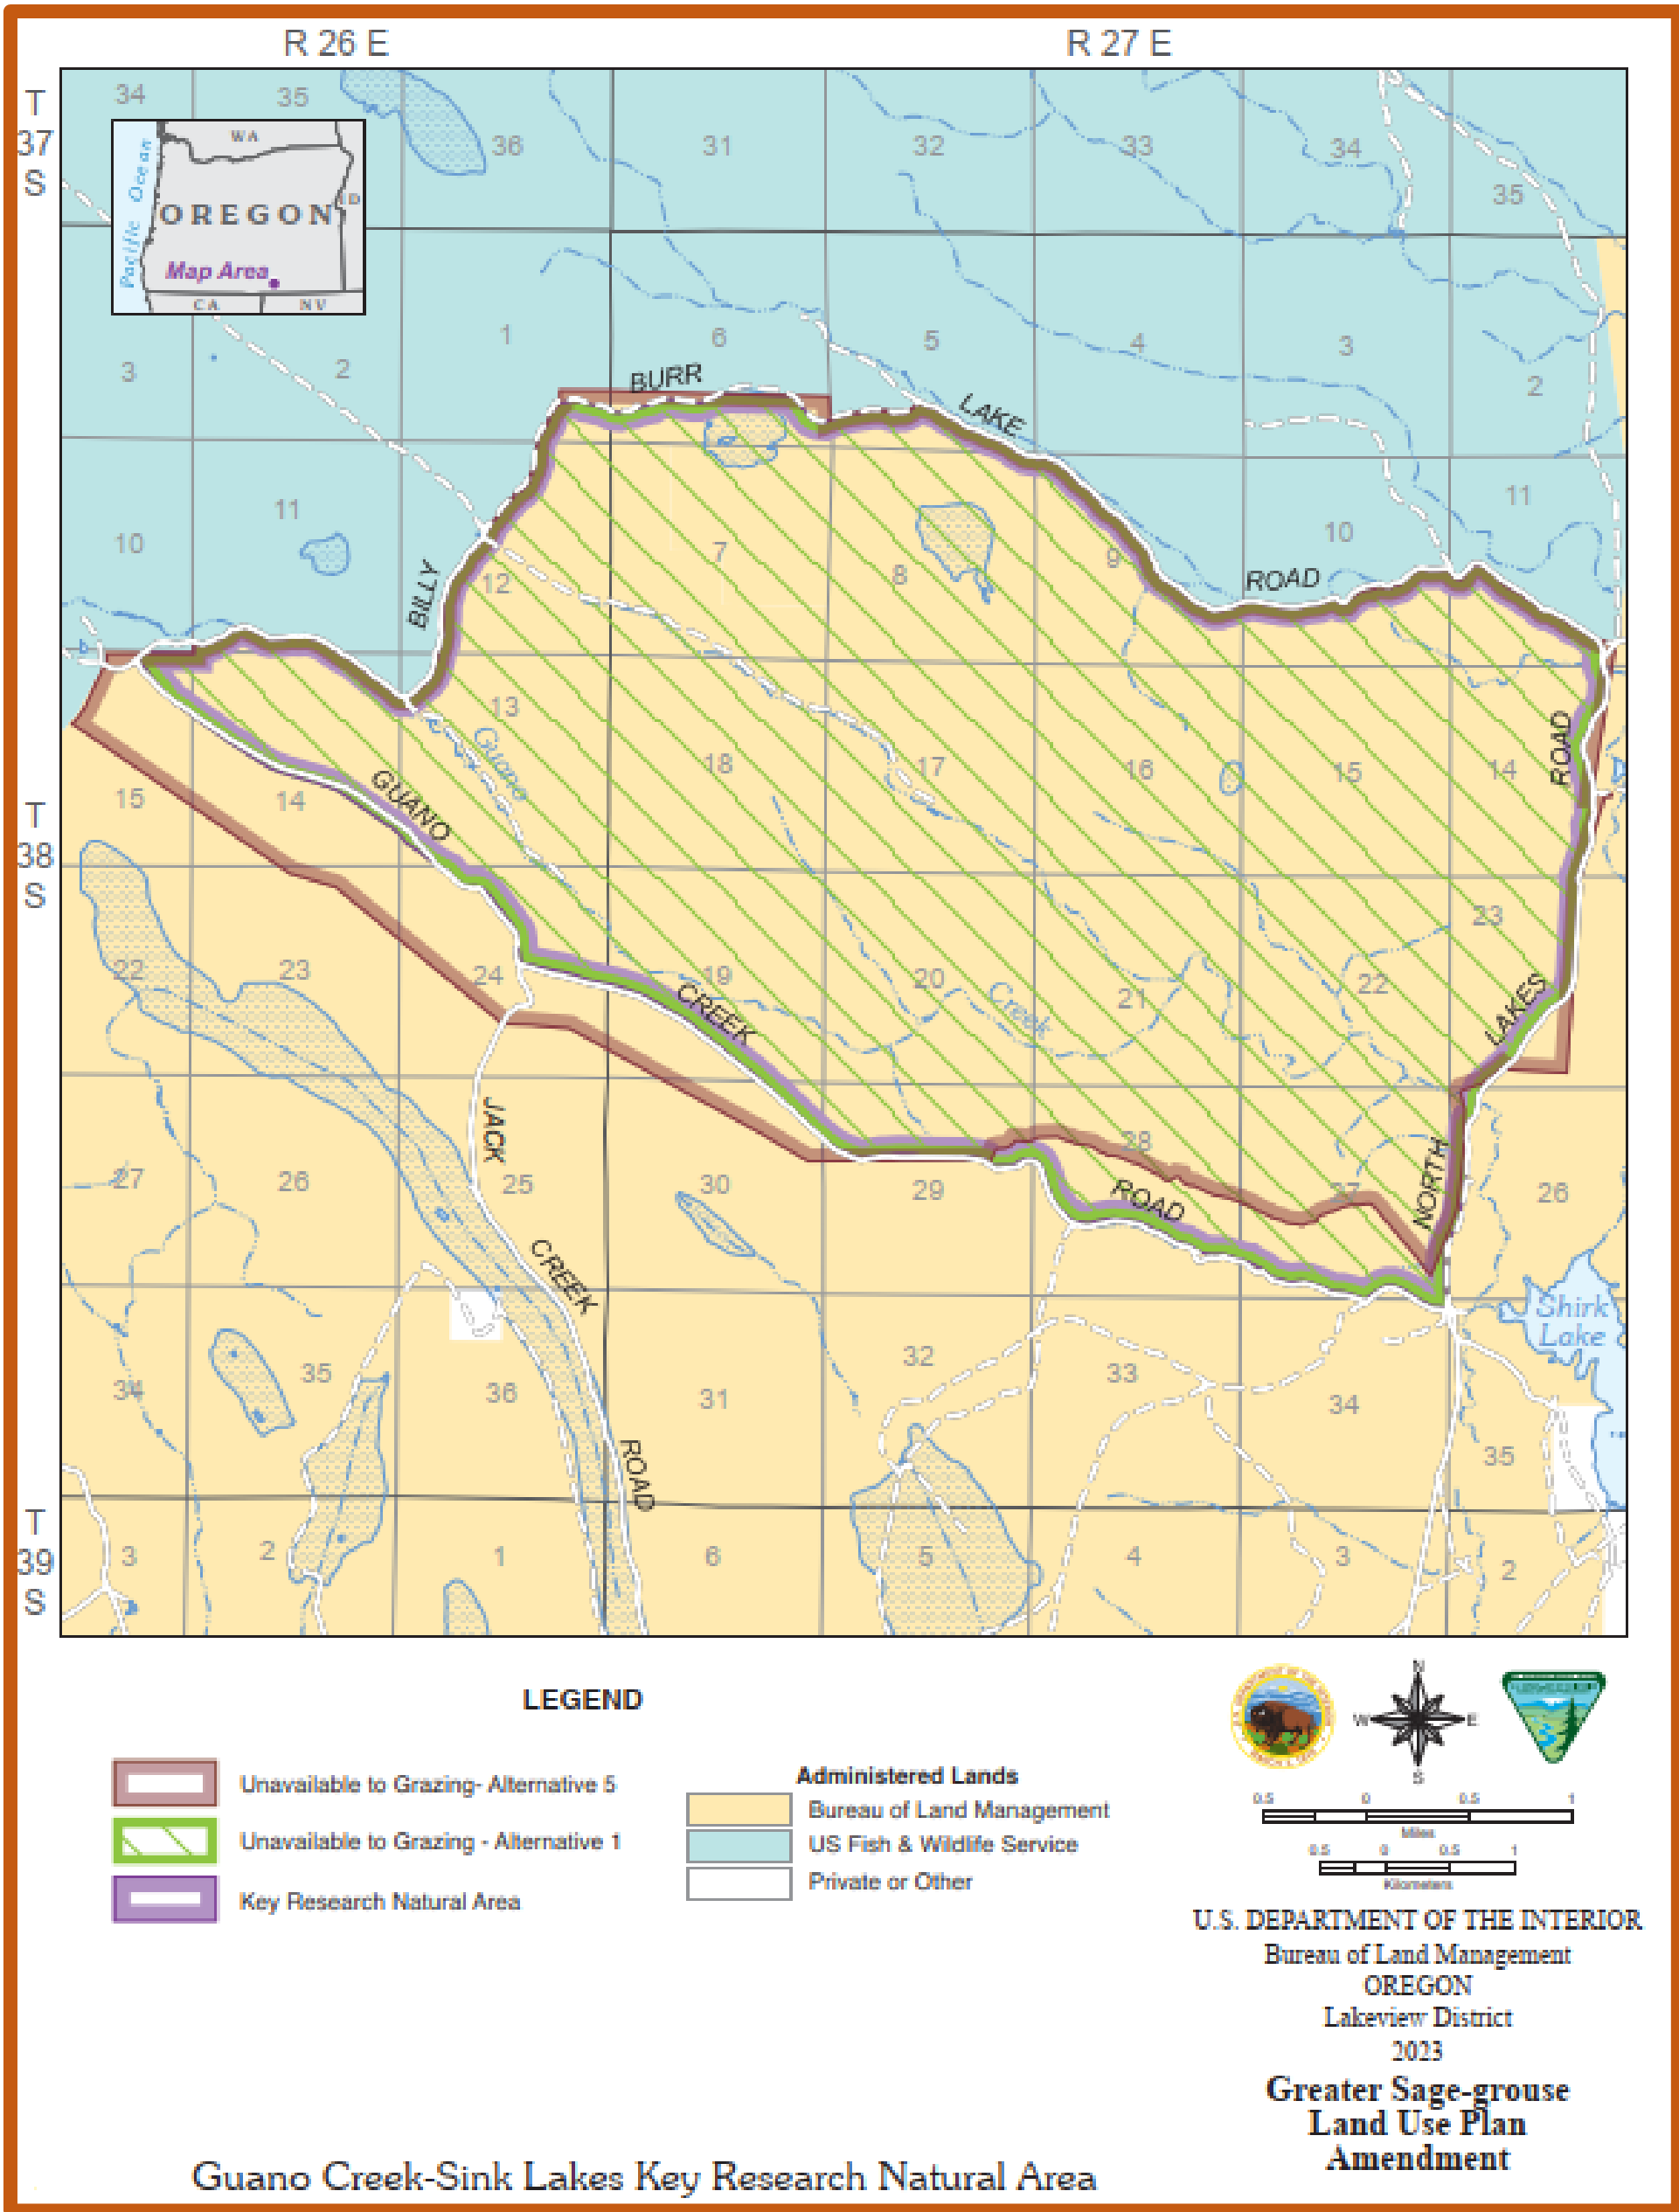 R 26 E
R 27 E
T
37
S
34
35
36
31
32
33
34
35
WA
Pacific Ocean
OREGON
ID
Map Area
CA
NV
3
2
1
6
5
4
3
2
BURR
LAKE
ROAD
10
11
BILLY
12
7
8
9
10
11
T
38
S
15
14
13
Guano
18
17
16
15
14
ROAD
GUANO
22
23
24
19
20
21
22
23
CREEK
Creek
LAKES
27
26
JACK
25
30
29
28
27
NORTH
26
ROAD
CREEK
Shirk
Lake
34
35
36
31
32
33
34
35
ROAD
T
39
S
3
2
1
6
5
4
3
2
LEGEND
Unavailable to Grazing- Alternative 5
Unavailable to Grazing - Alternative 1
Key Research Natural Area
Administered Lands
Bureau of Land Management
US Fish & Wildlife Service
Private or Other
N
W
E
S
0.5 0 0.5 1
Miles
0.5 0 0.5 1
Kilometers
U.S. DEPARTMENT OF THE INTERIOR
Bureau of Land Management
OREGON
Lakeview District
2023
Greater Sage-grouse
Land Use Plan
Amendment
Guano Creek-Sink Lakes Key Research Natural Area